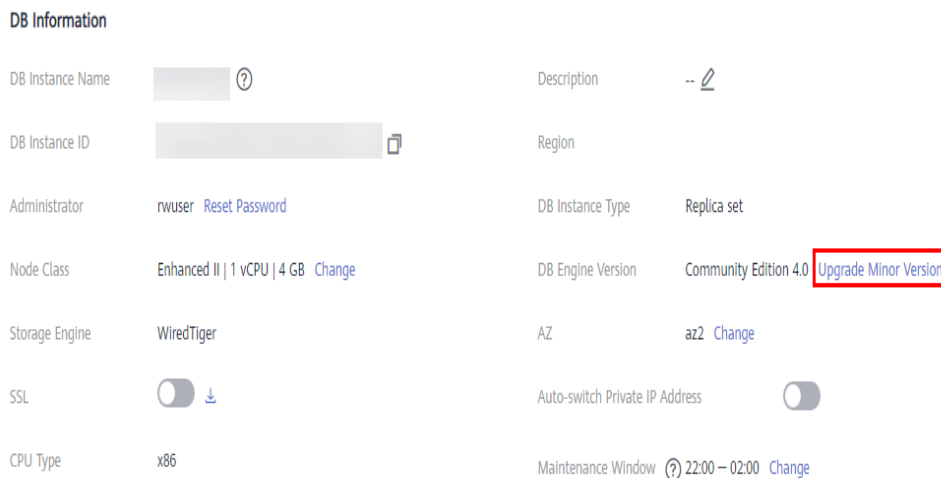 DB Information
DB Instance Name
Description -- 
DB Instance ID
Region
Administrator rwuser Reset Password
DB Instance Type Replica set
Node Class Enhanced II | 1 vCPU | 4 GB Change
DB Engine Version Community Edition 4.0 Upgrade Minor Version
Storage Engine WiredTiger
AZ az2 Change
SSL
Auto-switch Private IP Address
CPU Type x86
Maintenance Window 22:00 – 02:00 Change